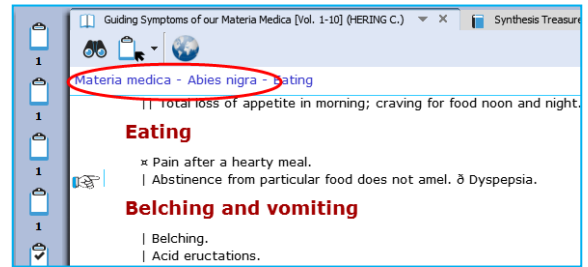 Guiding Symptoms of our Materia Medica [Vol. 1-10] (HERING C.)
Synthesis Treasure
1
Materia medica - Abies nigra - Eating
|| Total loss of appetite in morning; craving for food noon and night.
1
Eating
¤ Pain after a hearty meal.
1
| Abstinence from particular food does not amel. ð Dyspepsia.
Belching and vomiting
1
| Belching.
| Acid eructations.